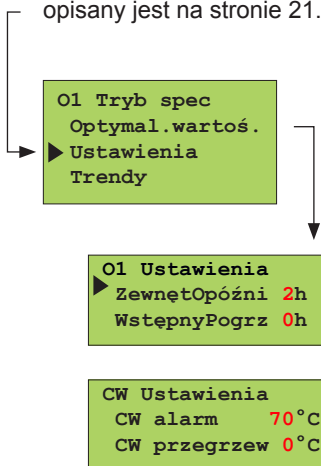 opisany jest na stronie 21.
O1 Tryb spec
Optymal.wartoś.
Ustawienia
Trendy
O1 Ustawienia
ZewnętOpóźni 2h
WstępnyPogrz 0h
CW Ustawienia
CW alarm 70°C
CW przegrzew 0°C